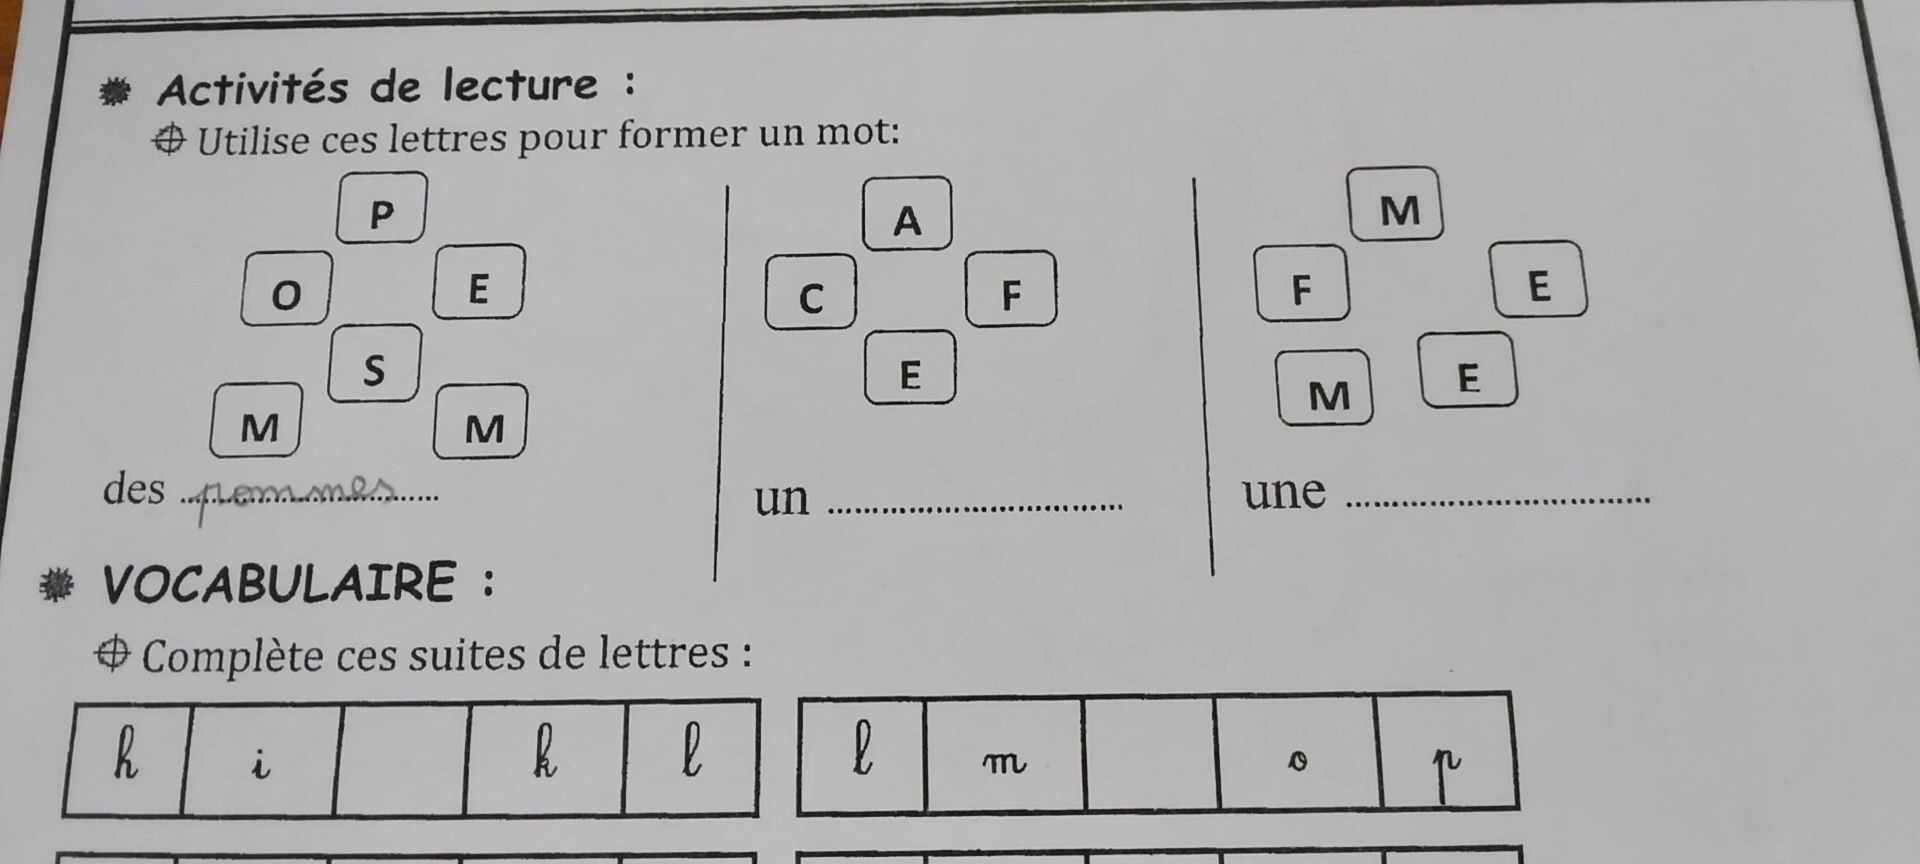 Activités de lecture :
Utilise ces lettres pour former un mot:
P
O E
S
M M
des pommes
A
C F
E
un ................................
M
F E
M E
une ................................
VOCABULAIRE :
Complète ces suites de lettres :
h i k l
l m o p